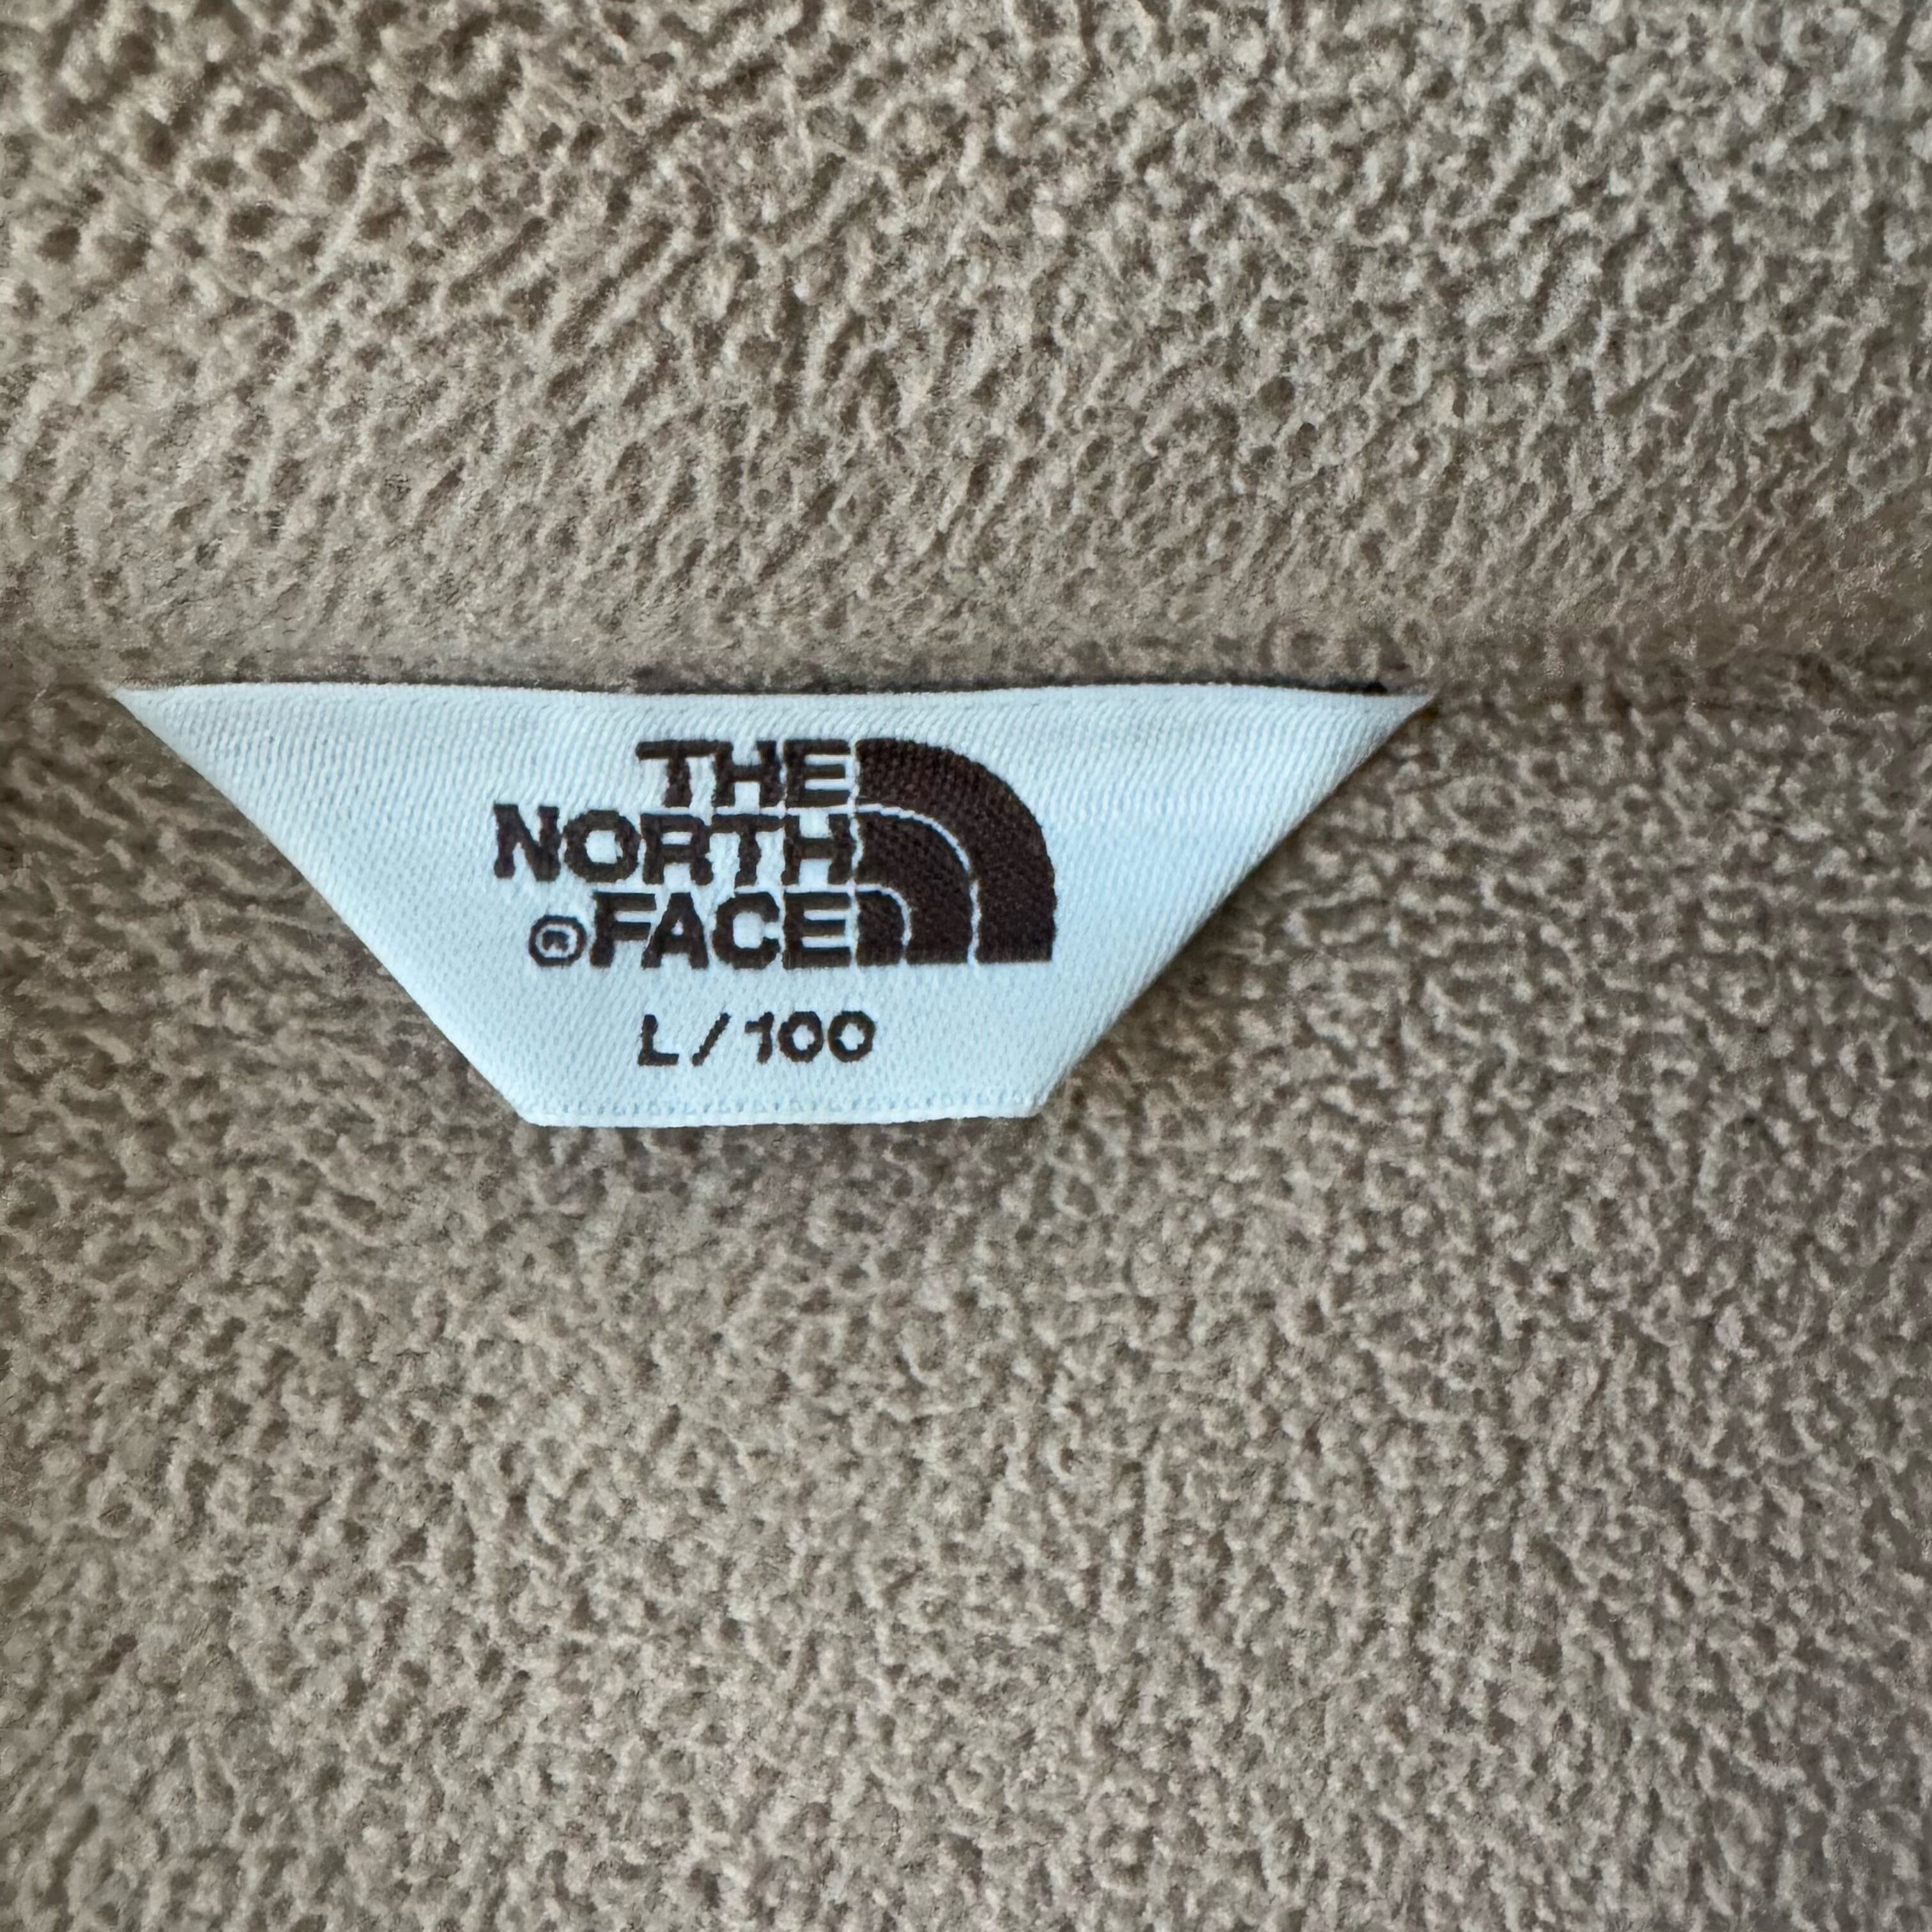 THE
NORTH
®FACE
L / 100